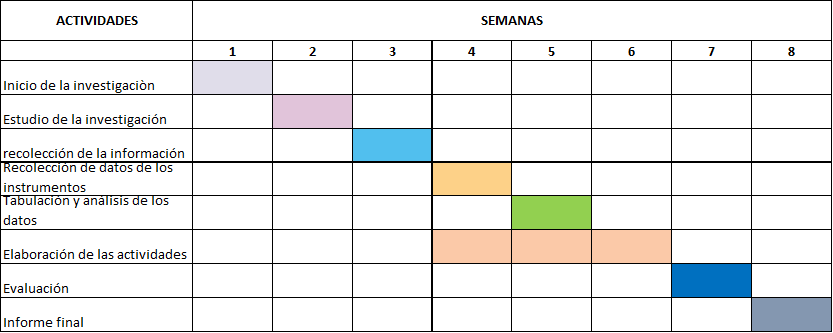 ACTIVIDADES SEMANAS
1 2 3 4 5 6 7 8
Inicio de la investigaciòn
Estudio de la investigación
recolección de la información
Recolección de datos de los
instrumentos
Tabulación y análisis de los
datos
Elaboración de las actividades
Evaluación
Informe final